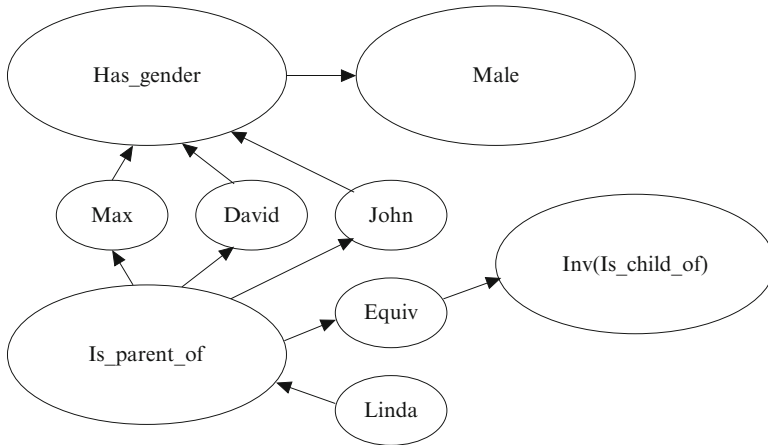 Has_gender
Male
Max
David
John
Inv(Is_child_of)
Equiv
Is_parent_of
Linda